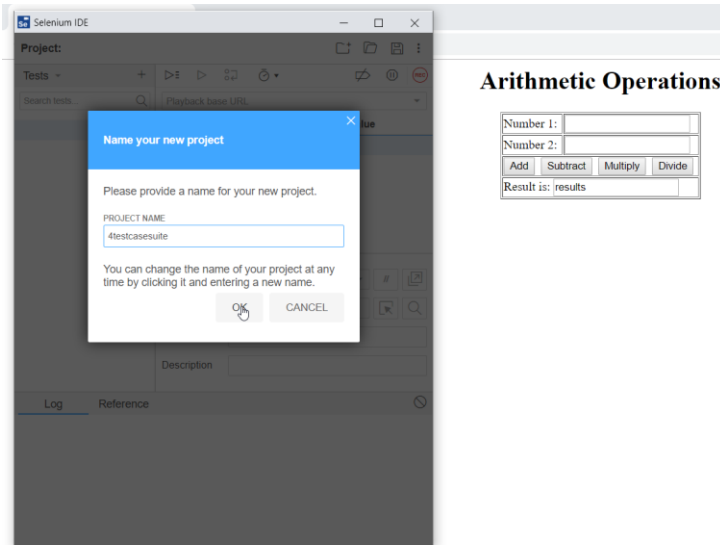 Se Selenium IDE
Project:
Tests
Search tests...
Playback base URL
lue
Name your new project
Please provide a name for your new project.
PROJECT NAME
4testcasesuite
You can change the name of your project at any
time by clicking it and entering a new name.
OK CANCEL
//
Description
Log Reference
REC
Arithmetic Operations
Number 1:
Number 2:
Add Subtract Multiply Divide
Result is: results